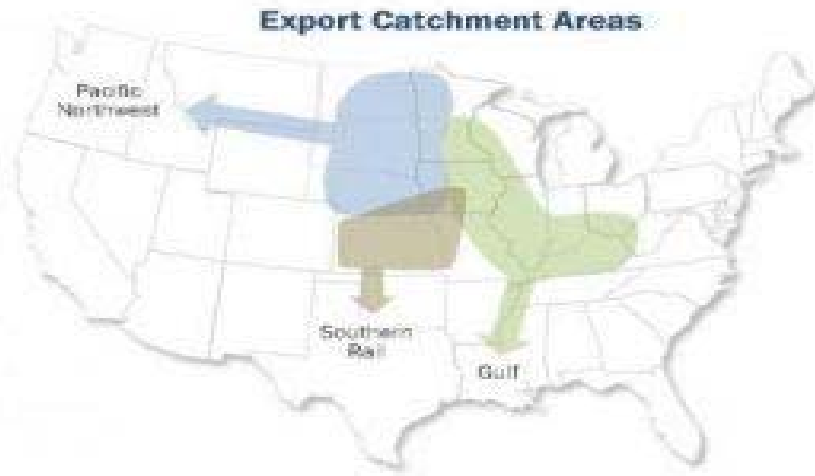 Export Catchment Areas
Pacific
Northwest
Southern
Rail
Gulf